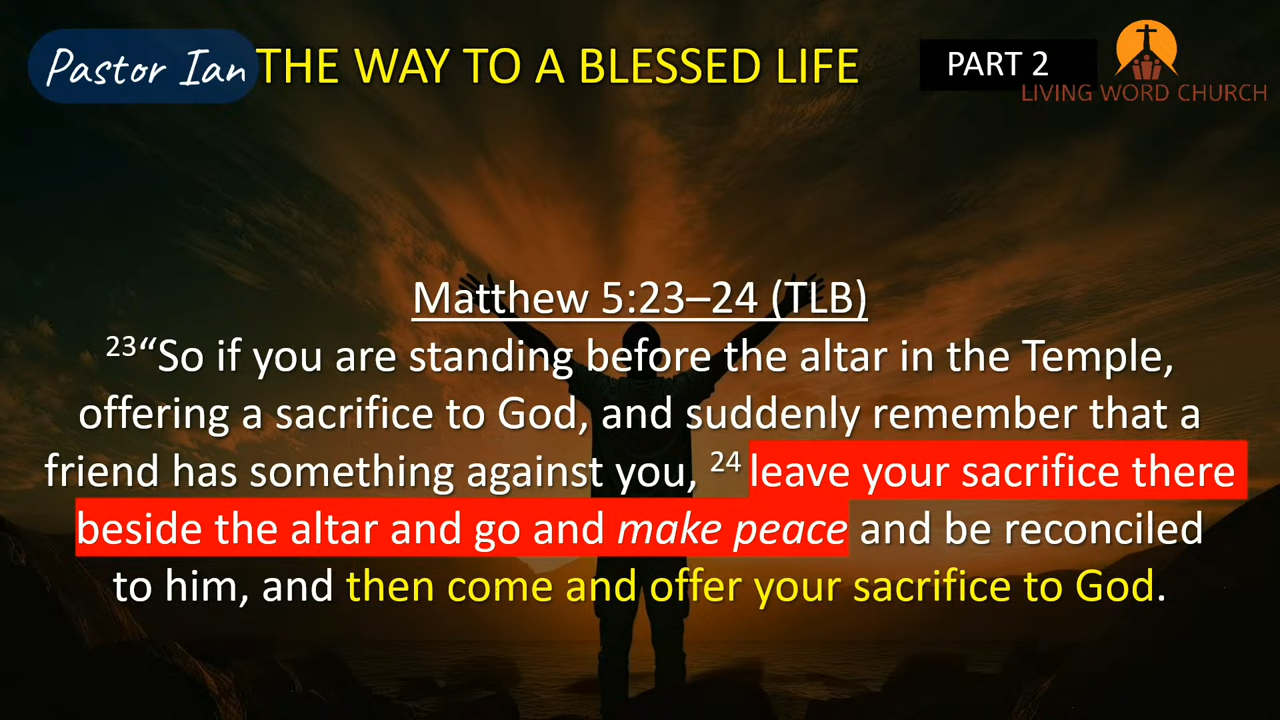 Pastor Ian THE WAY TO A BLESSED LIFE PART 2
LIVING WORD CHURCH
Matthew 5:23–24 (TLB)
23“So if you are standing before the altar in the Temple,
offering a sacrifice to God, and suddenly remember that a
friend has something against you, 24 leave your sacrifice there
beside the altar and go and make peace and be reconciled
to him, and then come and offer your sacrifice to God.